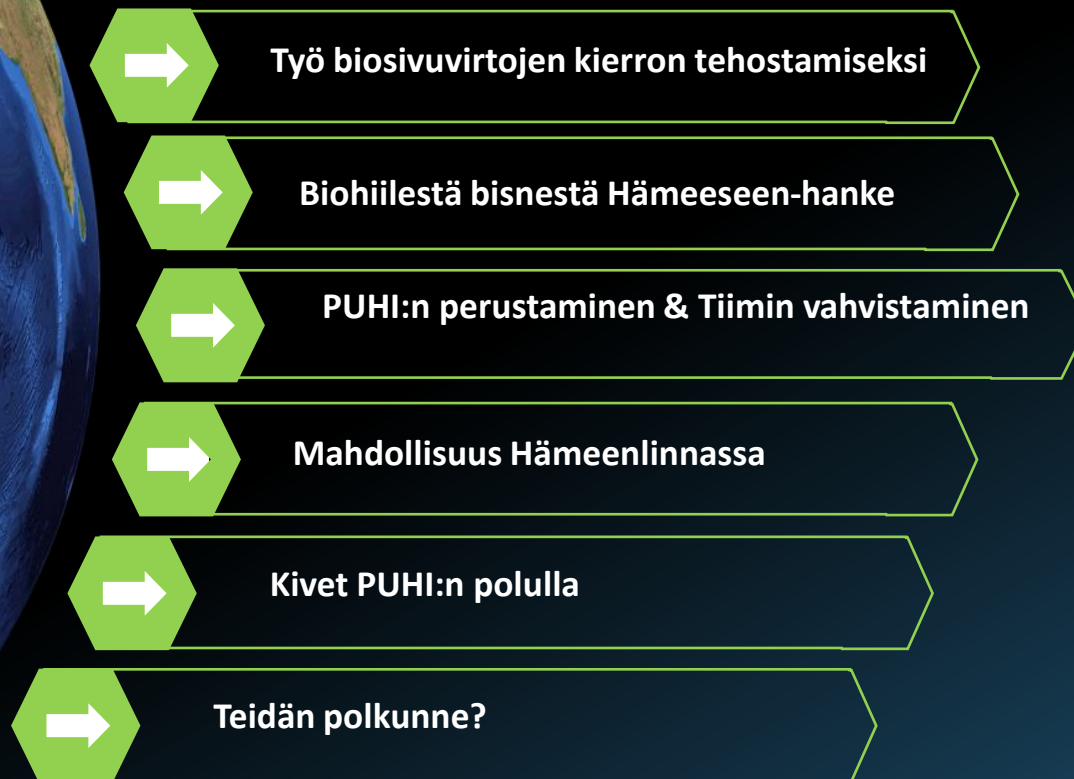 Työ biosivuvirtojen kierron tehostamiseksi
Biohiilestä bisnestä Hämeeseen-hanke
PUHI:n perustaminen & Tiimin vahvistaminen
Mahdollisuus Hämeenlinnassa
Kivet PUHI:n polulla
Teidän polkunne?